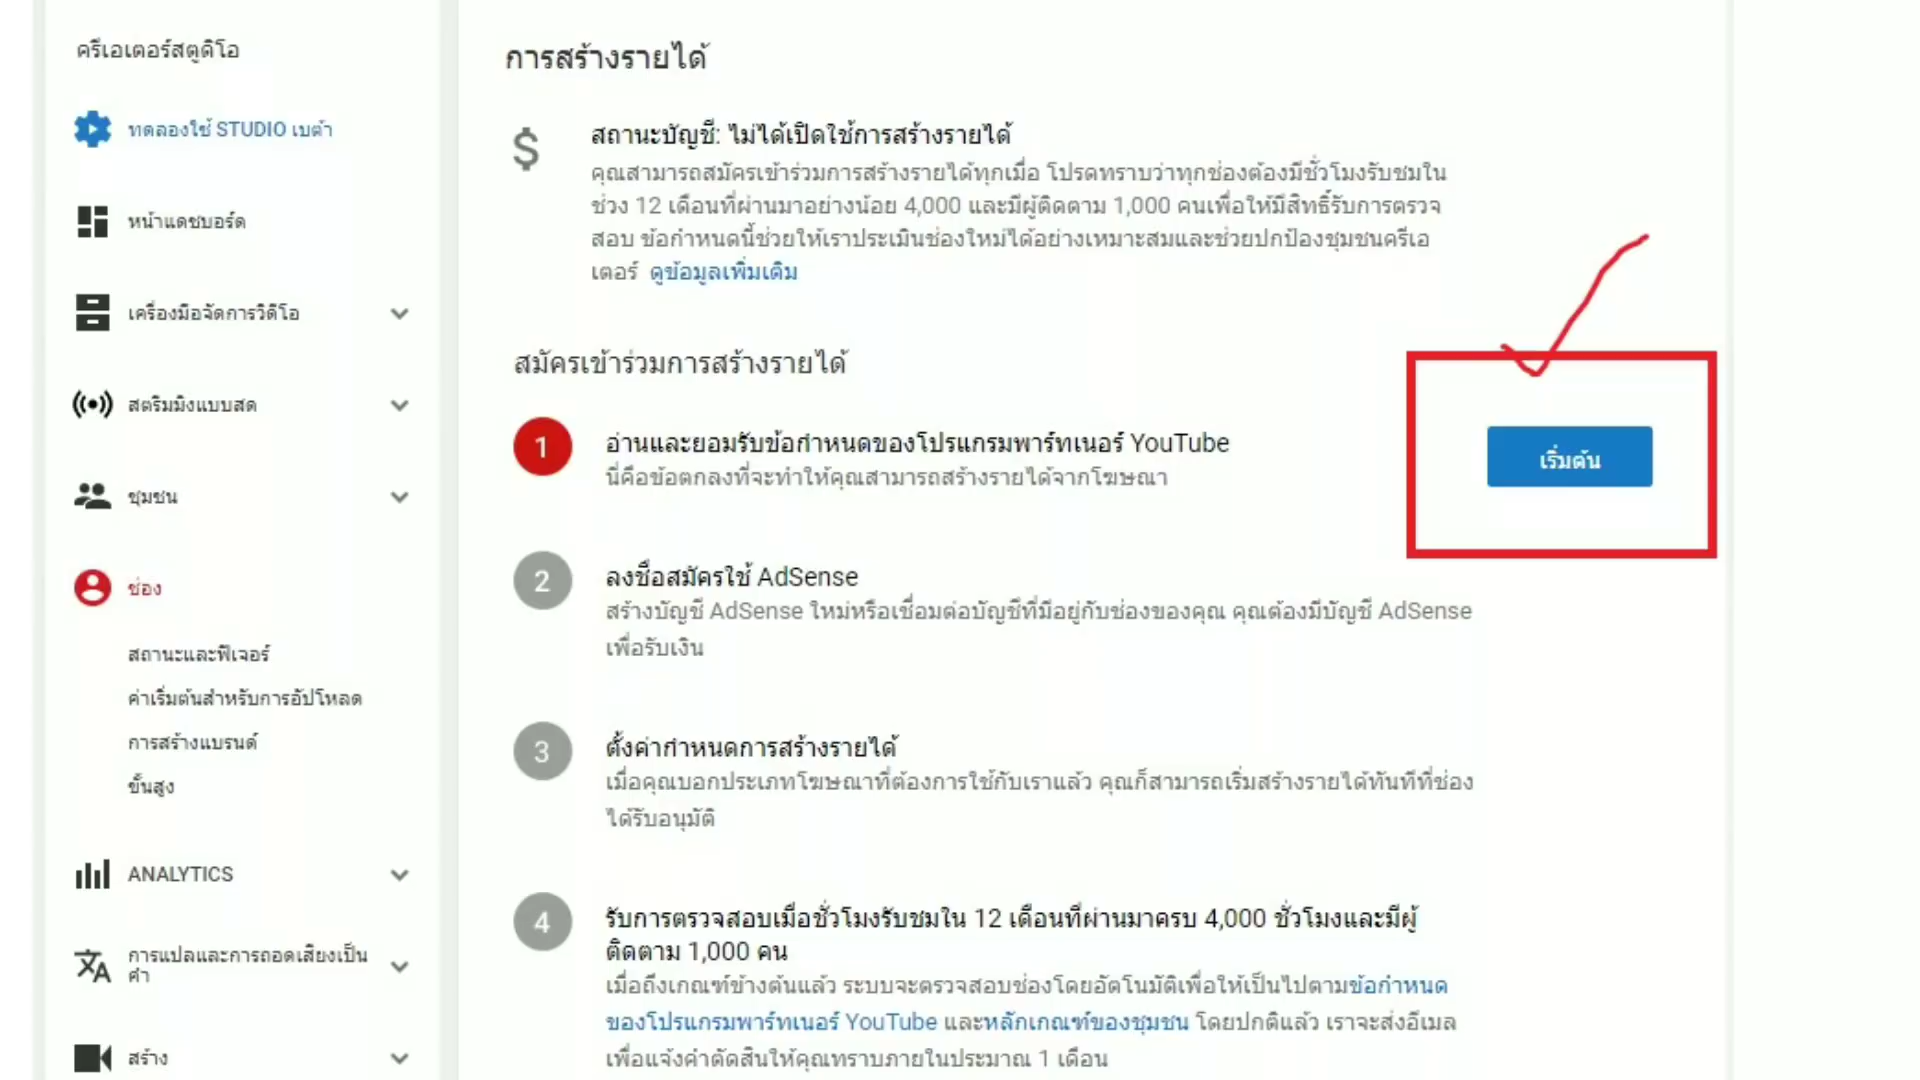 ครีเอเตอร์สตูดิโอ
ทดลองใช้ STUDIO เบต้า
หน้าแดชบอร์ด
เครื่องมือจัดการวิดีโอ
สตรีมมิงแบบสด
ชุมชน
ช่อง
สถานะและฟีเจอร์
ค่าเริ่มต้นสำหรับการอัปโหลด
การสร้างแบรนด์
ขั้นสูง
ANALYTICS
การแปลและการถอดเสียงเป็น
คำ
สร้าง
การสร้างรายได้
สถานะบัญชี: ไม่ได้เปิดใช้การสร้างรายได้
คุณสามารถสมัครเข้าร่วมการสร้างรายได้ทุกเมื่อ โปรดทราบว่าทุกช่องต้องมีชั่วโมงรับชมใน
ช่วง 12 เดือนที่ผ่านมาอย่างน้อย 4,000 และมีผู้ติดตาม 1,000 คนเพื่อให้มีสิทธิ์รับการตรวจ
สอบ ข้อกำหนดนี้ช่วยให้เราประเมินช่องใหม่ได้อย่างเหมาะสมและช่วยปกป้องชุมชนครีเอ
เตอร์ ดูข้อมูลเพิ่มเติม
สมัครเข้าร่วมการสร้างรายได้
1 อ่านและยอมรับข้อกำหนดของโปรแกรมพาร์ทเนอร์ YouTube
นี่คือข้อตกลงที่จะทำให้คุณสามารถสร้างรายได้จากโฆษณา
เริ่มต้น
2 ลงชื่อสมัครใช้ AdSense
สร้างบัญชี AdSense ใหม่หรือเชื่อมต่อบัญชีที่มีอยู่กับช่องของคุณ คุณต้องมีบัญชี AdSense
เพื่อรับเงิน
3 ตั้งค่ากำหนดการสร้างรายได้
เมื่อคุณบอกประเภทโฆษณาที่ต้องการใช้กับเราแล้ว คุณก็สามารถเริ่มสร้างรายได้ทันทีที่ช่อง
ได้รับอนุมัติ
4 รับการตรวจสอบเมื่อชั่วโมงรับชมใน 12 เดือนที่ผ่านมาครบ 4,000 ชั่วโมงและมีผู้
ติดตาม 1,000 คน
เมื่อถึงเกณฑ์ข้างต้นแล้ว ระบบจะตรวจสอบช่องโดยอัตโนมัติเพื่อให้เป็นไปตามข้อกำหนด
ของโปรแกรมพาร์ทเนอร์ YouTube และหลักเกณฑ์ของชุมชน โดยปกติแล้ว เราจะส่งอีเมล
เพื่อแจ้งคำตัดสินให้คุณทราบภายในประมาณ 1 เดือน